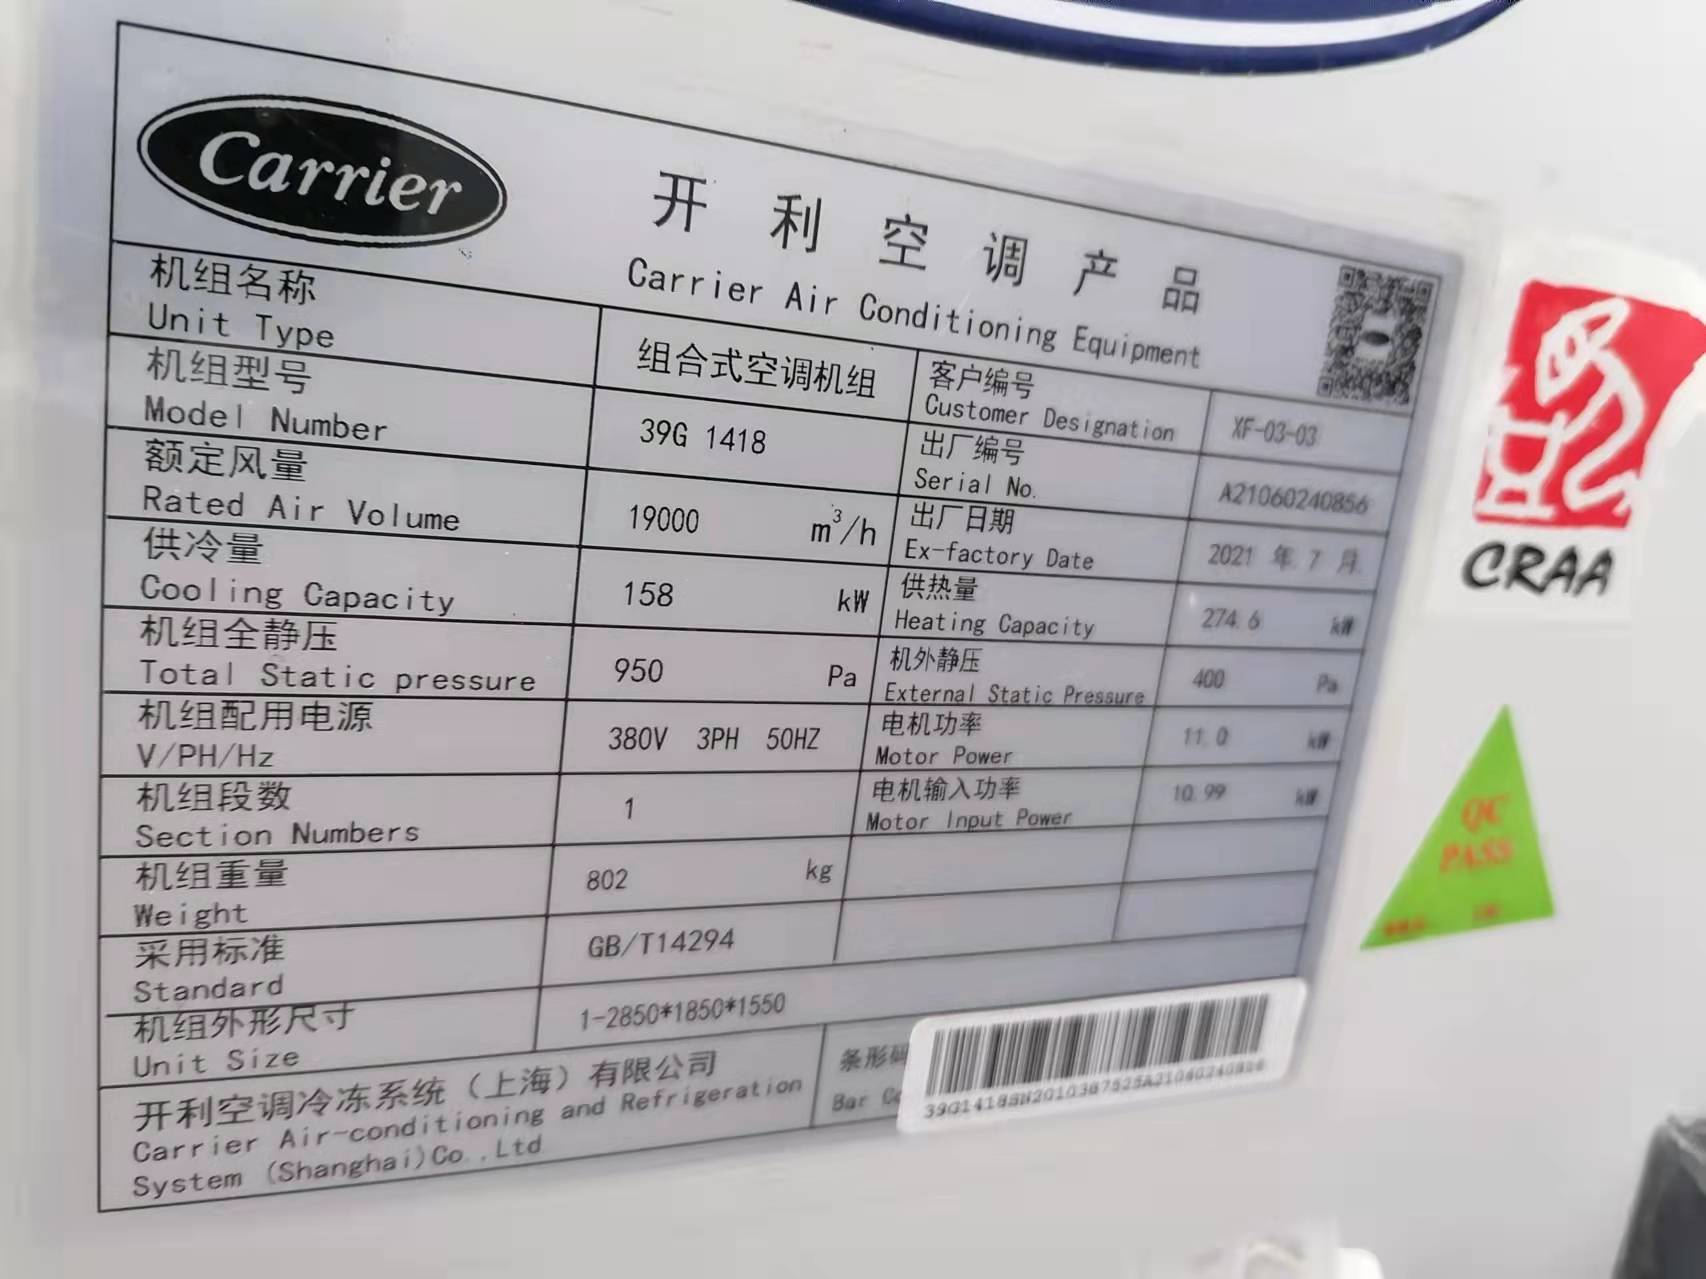 Carrier
开利空调产品
Carrier Air Conditioning Equipment
机组名称
Unit Type
组合式空调机组
客户编号
Customer Designation
XF-03-03
机组型号
Model Number
39G 1418
出厂编号
Serial No.
A21060240856
额定风量
Rated Air Volume
19000 m³/h
出厂日期
Ex-factory Date
2021 年 7 月
供冷量
Cooling Capacity
158 kW
供热量
Heating Capacity
274.6 kW
机组全静压
Total Static pressure
950 Pa
机外静压
External Static Pressure
400 Pa
机组配用电源
V/PH/Hz
380V 3PH 50HZ
电机功率
Motor Power
11.0 kW
机组段数
Section Numbers
1
电机输入功率
Motor Input Power
10.99 kW
机组重量
Weight
802 kg
采用标准
Standard
GB/T14294
机组外形尺寸
Unit Size
1-2850*1850*1550
开利空调冷冻系统（上海）有限公司
Carrier Air-conditioning and Refrigeration
System (Shanghai)Co.,Ltd
条形码
Bar
CRAA
QC
PASS